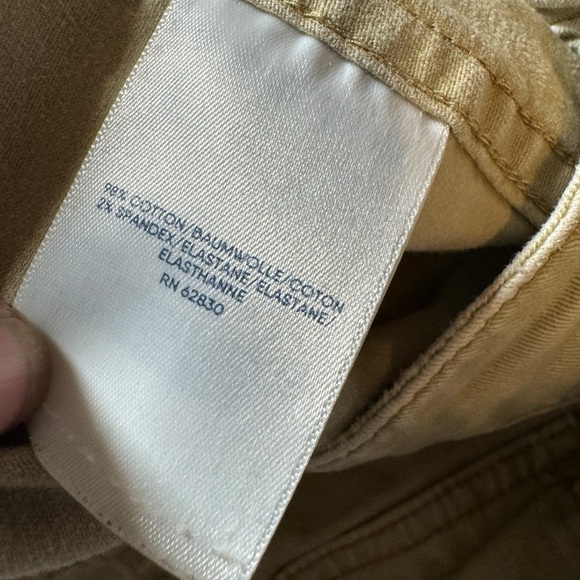 98% COTTON/BAUMWOLLE/COTON
2% SPANDEX/ELASTANE/ELASTANE/
ELASTHANNE
RN 62830